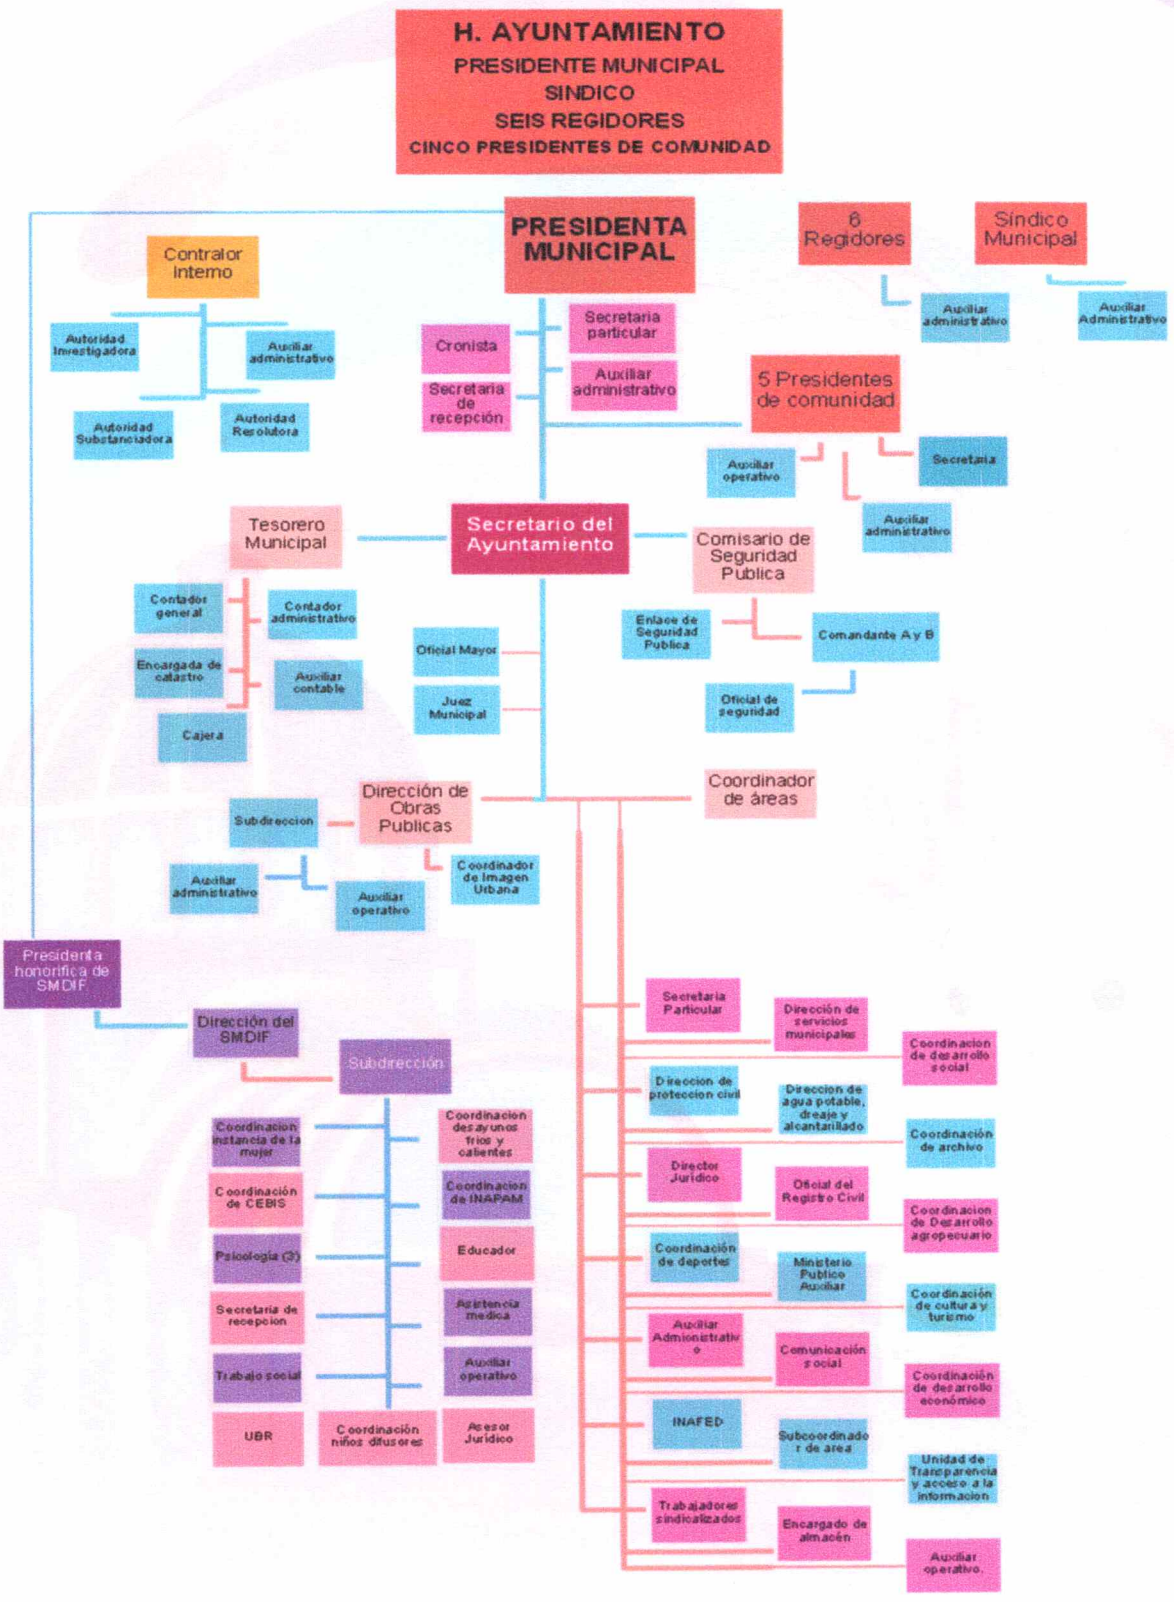 H. AYUNTAMIENTO
PRESIDENTE MUNICIPAL
SINDICO
SEIS REGIDORES
CINCO PRESIDENTES DE COMUNIDAD
PRESIDENTA
MUNICIPAL
6
Regidores
Síndico
Municipal
Contralor
Interno
Autoridad
Investigadora
Auxiliar
administrativo
Autoridad
Substanciadora
Autoridad
Resolutora
Cronista
Secretaria
particular
Secretaria
de
recepción
Auxiliar
administrativo
Auxiliar
administrativo
Auxiliar
Administrativo
5 Presidentes
de comunidad
Auxiliar
operativo
Secretaria
Auxiliar
administrativo
Tesorero
Municipal
Secretario del
Ayuntamiento
Comisario de
Seguridad
Publica
Contador
general
Contador
administrativo
Encargada de
catastro
Auxiliar
contable
Cajera
Oficial Mayor
Juez
Municipal
Enlace de
Seguridad
Publica
Comandante A y B
Oficial de
seguridad
Dirección de
Obras
Publicas
Coordinador
de áreas
Subdireccion
Auxiliar
administrativo
Auxiliar
operativo
Coordinador
de Imagen
Urbana
Presidenta
honorifica de
SMDIF
Dirección del
SMDIF
Subdirección
Coordinacion
instancia de la
mujer
Coordinacion
desayunos
frios y
calientes
Coordinación
de CEBIS
Coordinacion
de INAPAM
Psicologia (3)
Educador
Secretaria de
recepcion
Asistencia
medica
Trabajo social
Auxiliar
operativo
UBR
Coordinación
niños difusores
Asesor
Jurídico
Secretaria
Particular
Dirección de
servicios
municipales
Coordinacion
de desarrollo
social
Direccion de
proteccion civil
Direccion de
agua potable,
dreaje y
alcantarillado
Coordinación
de archivo
Director
Jurídico
Oficial del
Registro Civil
Coordinacion
de Desarrollo
agropecuario
Coordinación
de deportes
Ministerio
Publico
Auxiliar
Coordinación
de cultura y
turismo
Auxiliar
Admionistrativ
o
Comunicación
social
Coordinación
de desarrollo
económico
INAFED
Subcoordinado
r de area
Unidad de
Transparencia
y acceso a la
informacion
Trabajadores
sindicalizados
Encargado de
almacén
Auxiliar
operativo.